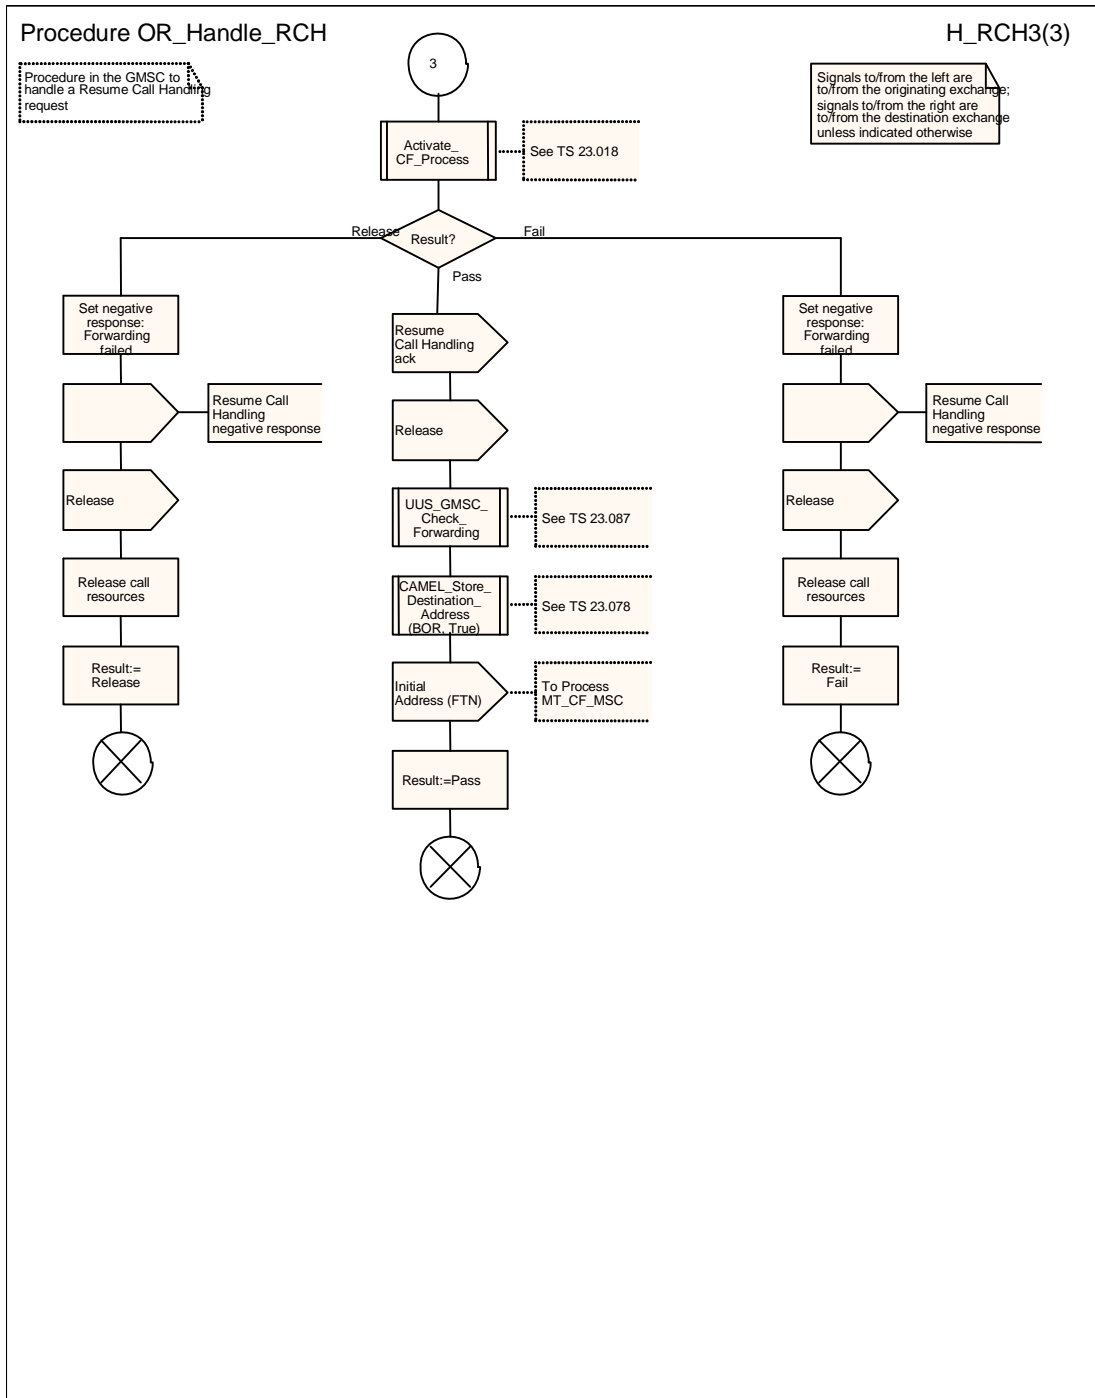 Procedure OR_Handle_RCH
H_RCH3(3)
Procedure in the GMSC to
handle a Resume Call Handling
request
3
Signals to/from the left are
to/from the originating exchange;
signals to/from the right are
to/from the destination exchange
unless indicated otherwise
Activate_
CF_Process
See TS 23.018
Release
Result?
Fail
Pass
Set negative
response:
Forwarding
failed
Resume Call
Handling
negative response
Release
Release call
resources
Result:=
Release
Resume
Call Handling
ack
Release
UUS_GMSC_
Check_
Forwarding
See TS 23.087
CAMEL_Store_
Destination_
Address
(BOR, True)
See TS 23.078
Initial
Address (FTN)
To Process
MT_CF_MSC
Result:=Pass
Set negative
response:
Forwarding
failed
Resume Call
Handling
negative response
Release
Release call
resources
Result:=
Fail